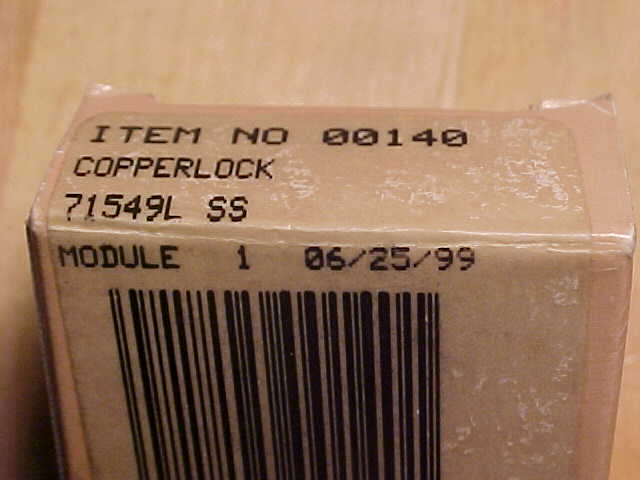 ITEM NO 00140
COPPERLOCK
71549L SS
MODULE 1 06/25/99